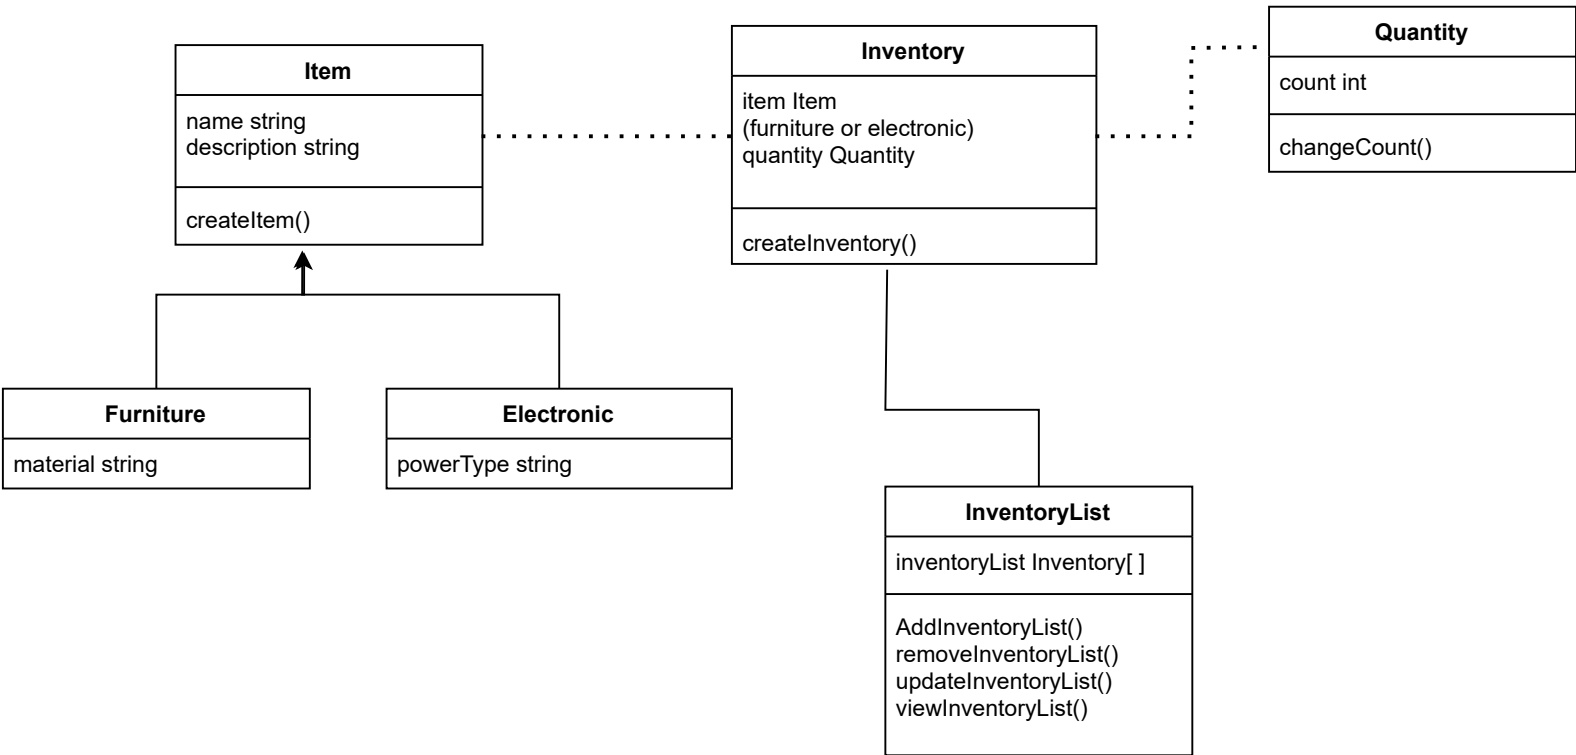 Item
name string
description string
createItem()
Inventory
item Item
(furniture or electronic)
quantity Quantity
createInventory()
Quantity
count int
changeCount()
Furniture
material string
Electronic
powerType string
InventoryList
inventoryList Inventory[ ]
AddInventoryList()
removeInventoryList()
updateInventoryList()
viewInventoryList()